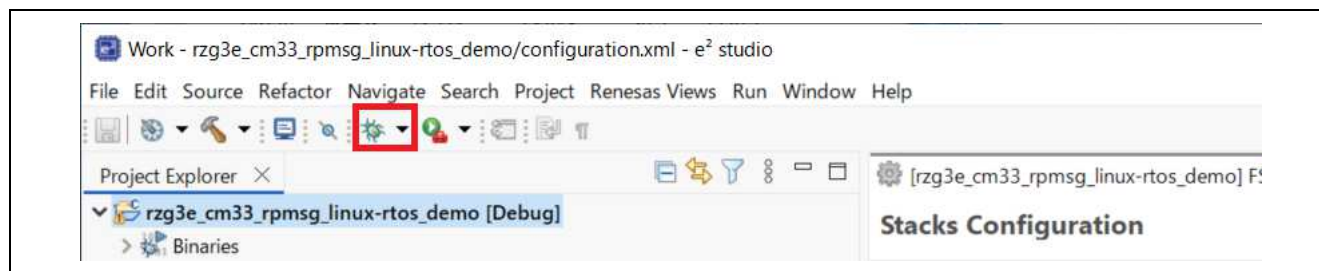 Work - rzg3e_cm33_rpmsg_linux-rtos_demo/configuration.xml - e² studio
File Edit Source Refactor Navigate Search Project Renesas Views Run Window Help
Project Explorer
[rzg3e_cm33_rpmsg_linux-rtos_demo]
rzg3e_cm33_rpmsg_linux-rtos_demo [Debug]
Stacks Configuration
Binaries